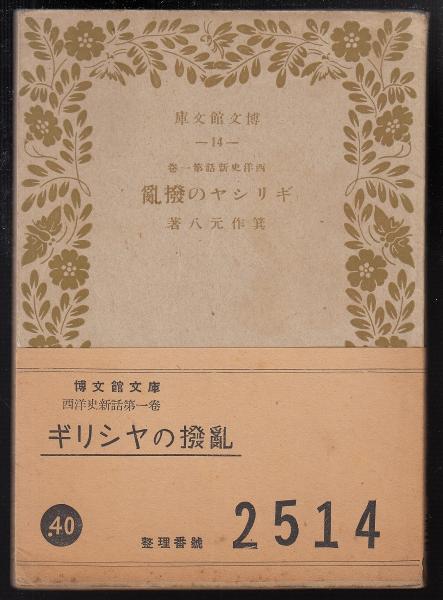 博文館文庫
—14—
西洋史新話第一卷
ギリシヤの撥亂
箕作元八著
博文館文庫
西洋史新話第一卷
ギリシヤの撥亂
.40
整理番號 2514